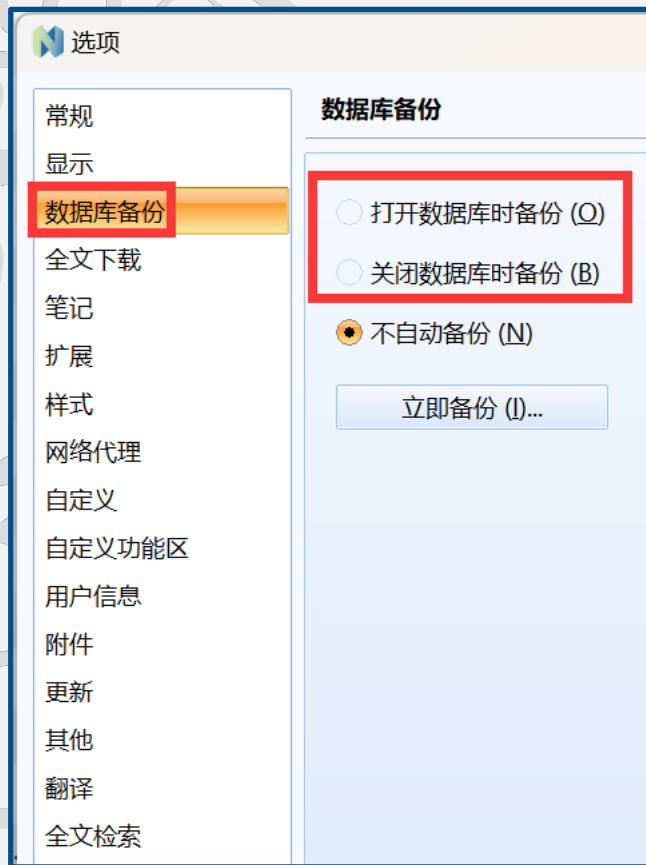 选项
常规
显示
数据库备份
全文下载
笔记
扩展
样式
网络代理
自定义
自定义功能区
用户信息
附件
更新
其他
翻译
全文检索
数据库备份
打开数据库时备份 (O)
关闭数据库时备份 (B)
不自动备份 (N)
立即备份 (I)...